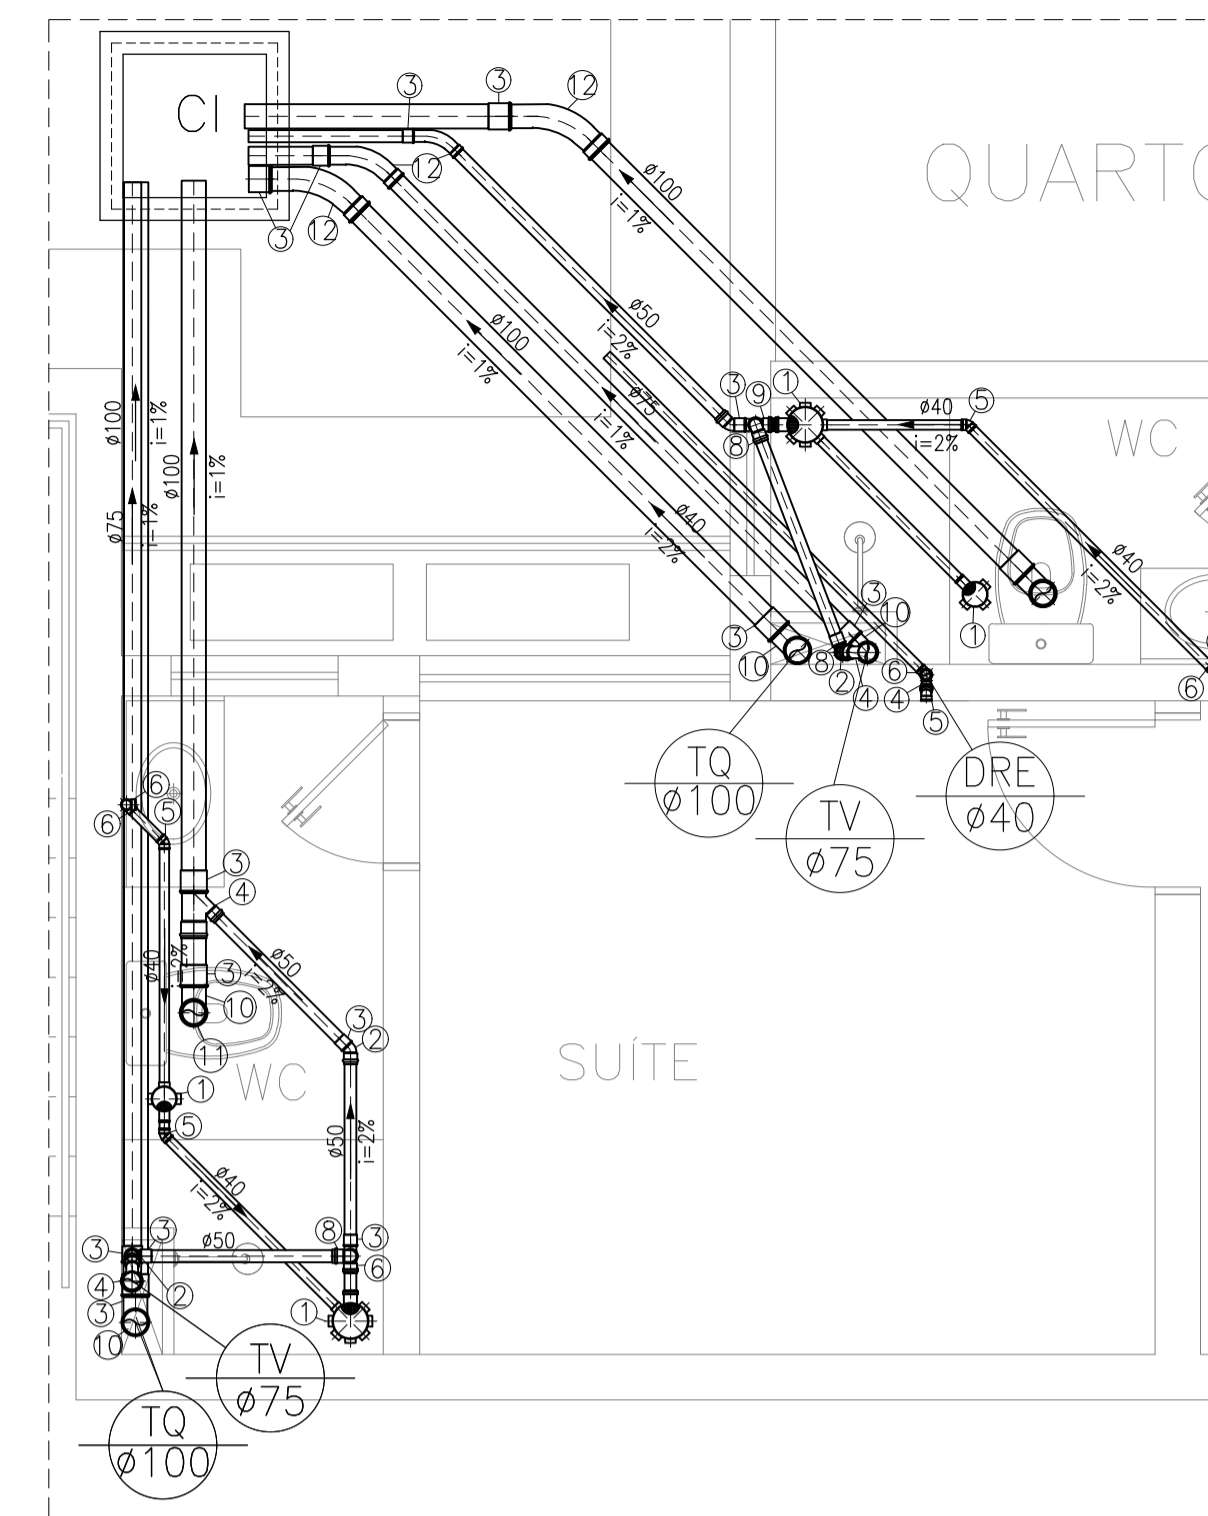 CI
3
3
12
12
12
3
QUARTO
ø100
i=1%
ø50
i=2%
ø100
i=1%
ø75
i=1%
3
9
1
8
ø40
i=2%
5
WC
ø100
i=1%
ø75
i=1%
ø100
i=1%
ø40
i=2%
ø40
i=2%
3
10
3
10
8
2
4
6
4
5
1
6
TQ
ø100
TV
ø75
DRE
ø40
6
6
5
3
4
ø50
i=2%
ø40
i=2%
3
10
11
3
2
WC
SUÍTE
1
5
ø40
i=2%
ø50
i=2%
3
3
ø50
8
3
6
4
2
3
10
1
TV
ø75
TQ
ø100